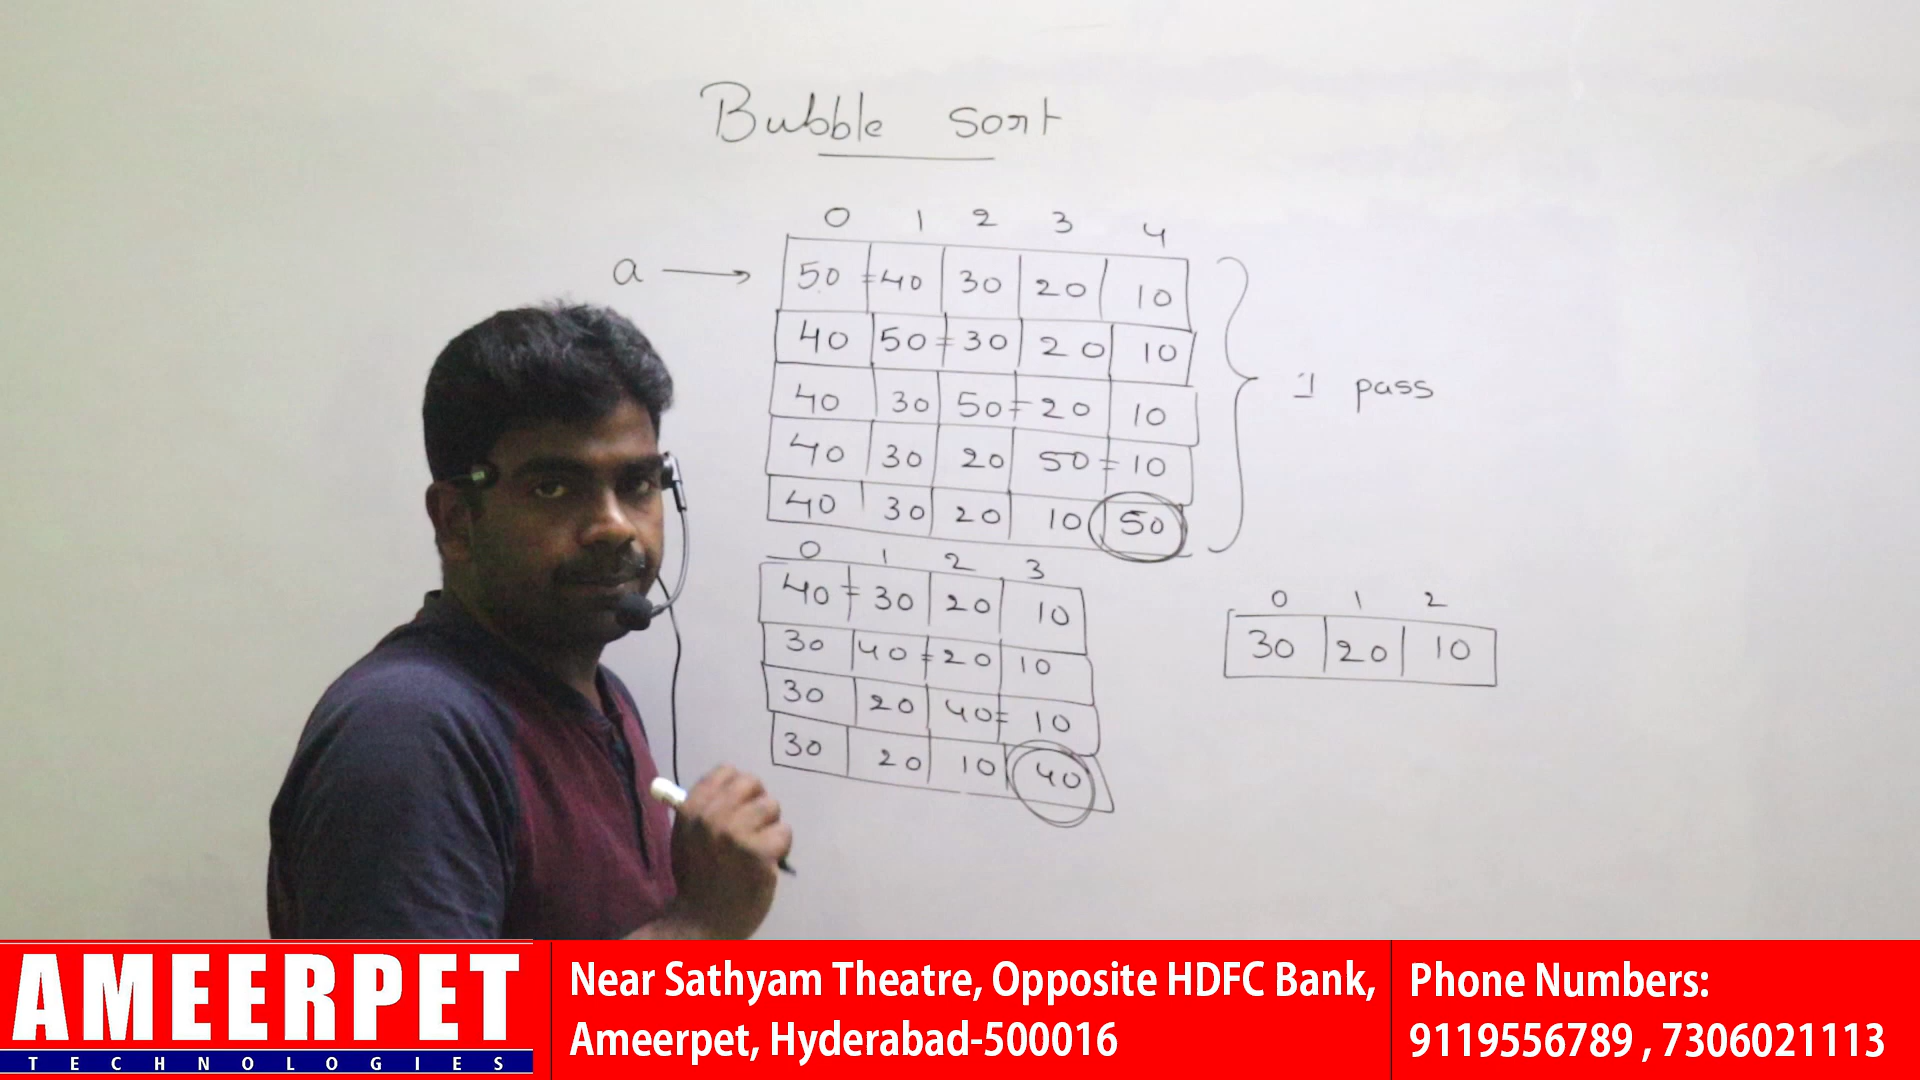 Bubble sort
0 1 2 3 4
a → 50 = 40 30 20 10
40 50 = 30 20 10
40 30 50 = 20 10
1 pass
40 30 20 50 = 10
40 30 20 10 50
0 1 2 3
40 = 30 20 10
30 40 = 20 10
30 20 40 = 10
30 20 10 40
0 1 2
30 20 10
AMEERPET
TECHNOLOGIES
Near Sathyam Theatre, Opposite HDFC Bank,
Ameerpet, Hyderabad-500016
Phone Numbers:
9119556789 , 7306021113